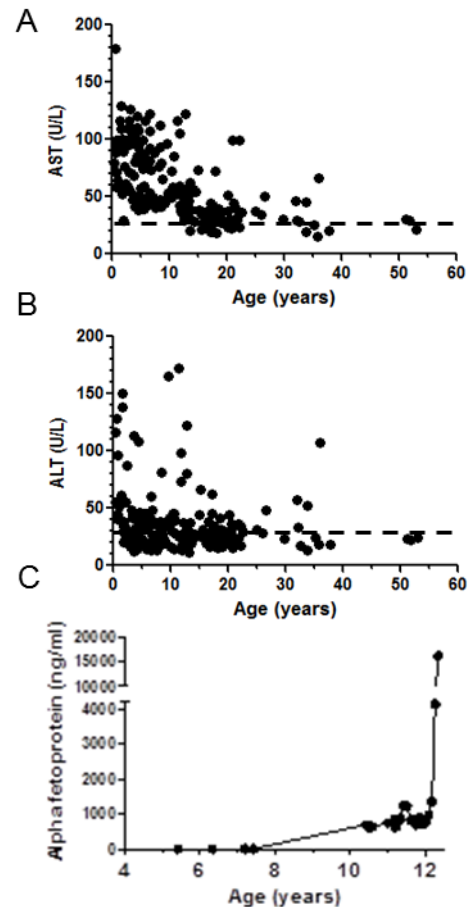 A
200
150
100
50
0
AST (U/L)
0 10 20 30 40 50 60
Age (years)
B
200
150
100
50
0
ALT (U/L)
0 10 20 30 40 50 60
Age (years)
C
20000
15000
10000
4000
3000
2000
1000
0
Alphafetoprotein (ng/ml)
4 6 8 10 12
Age (years)